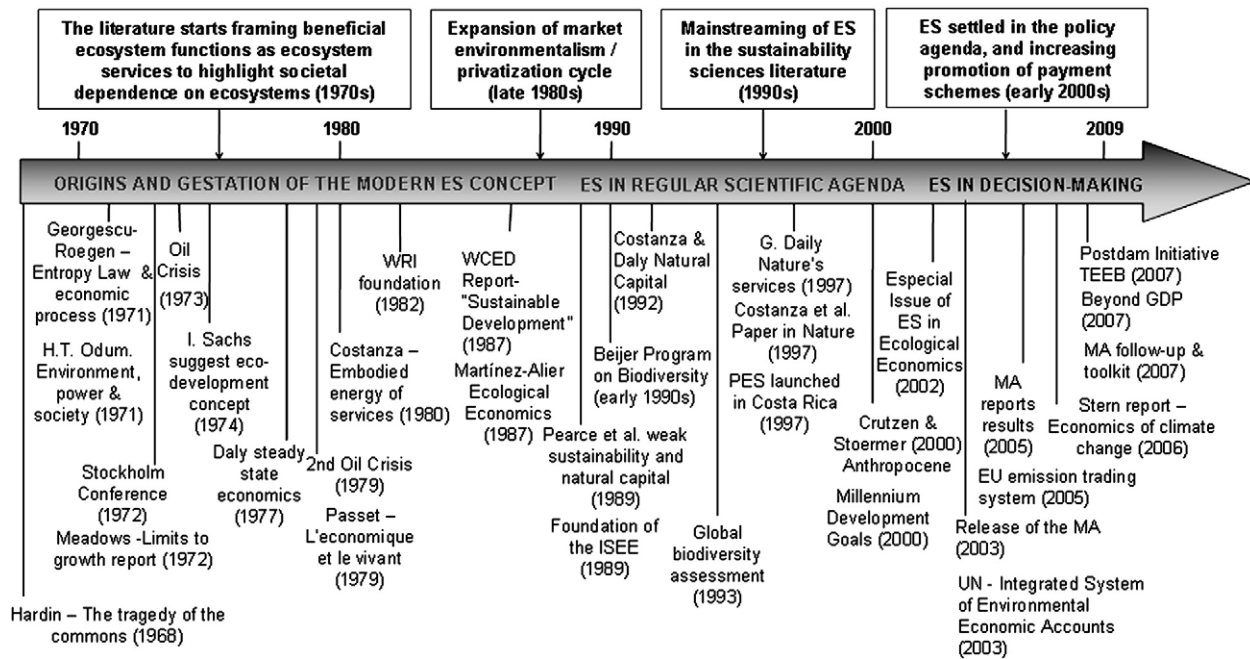 The literature starts framing beneficial
ecosystem functions as ecosystem
services to highlight societal
dependence on ecosystems (1970s)
Expansion of market
environmentalism /
privatization cycle
(late 1980s)
Mainstreaming of ES
in the sustainability
sciences literature
(1990s)
ES settled in the policy
agenda, and increasing
promotion of payment
schemes (early 2000s)
1970
1980
1990
2000
2009
ORIGINS AND GESTATION OF THE MODERN ES CONCEPT
ES IN REGULAR SCIENTIFIC AGENDA
ES IN DECISION-MAKING
Georgescu-
Roegen –
Entropy Law &
economic
process (1971)
H.T. Odum.
Environment,
power &
society
(1971)
Oil
Crisis
(1973)
I. Sachs
suggest eco-
development
concept
(1974)
Stockholm
Conference
(1972)
Meadows -Limits to
growth report (1972)
Hardin – The tragedy of the
commons (1968)
Daly steady
state
economics
(1977)
2nd Oil Crisis
(1979)
Passet –
L'economique
et le vivant
(1979)
WRI
foundation
(1982)
Costanza –
Embodied
energy of
services (1980)
WCED
Report-
"Sustainable
Development"
(1987)
Martínez-Alier
Ecological
Economics
(1987)
Pearce et al. weak
sustainability and
natural capital
(1989)
Foundation of
the ISEE
(1989)
Costanza &
Daly Natural
Capital
(1992)
Beijer Program
on Biodiversity
(early 1990s)
Global
biodiversity
assessment
(1993)
G. Daily
Nature's
services (1997)
Costanza et al.
Paper in Nature
(1997)
PES launched
in Costa Rica
(1997)
Crutzen &
Stoermer (2000)
Anthropocene
Millennium
Development
Goals (2000)
Especial
Issue of
ES in
Ecological
Economics
(2002)
Release of the MA
(2003)
UN - Integrated System
of Environmental
Economic Accounts
(2003)
MA
reports
results
(2005)
EU emission trading
system (2005)
Postdam Initiative
TEEB (2007)
Beyond GDP
(2007)
MA follow-up &
toolkit (2007)
Stern report –
Economics of climate
change (2006)